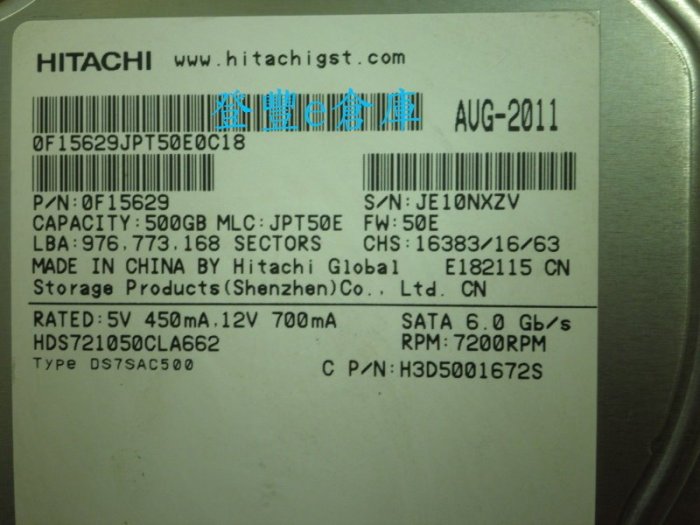 HITACHI www.hitachigst.com
登豐e倉庫
AUG-2011
0F15629JPT50E0C18
P/N:0F15629 S/N:JE10NXZV
CAPACITY:500GB MLC:JPT50E FW:50E
LBA:976,773,168 SECTORS CHS:16383/16/63
MADE IN CHINA BY Hitachi Global E182115 CN
Storage Products(Shenzhen)Co., Ltd. CN
RATED:5V 450mA,12V 700mA SATA 6.0 Gb/s
HDS721050CLA662 RPM:7200RPM
Type DS7SAC500 C P/N:H3D5001672S